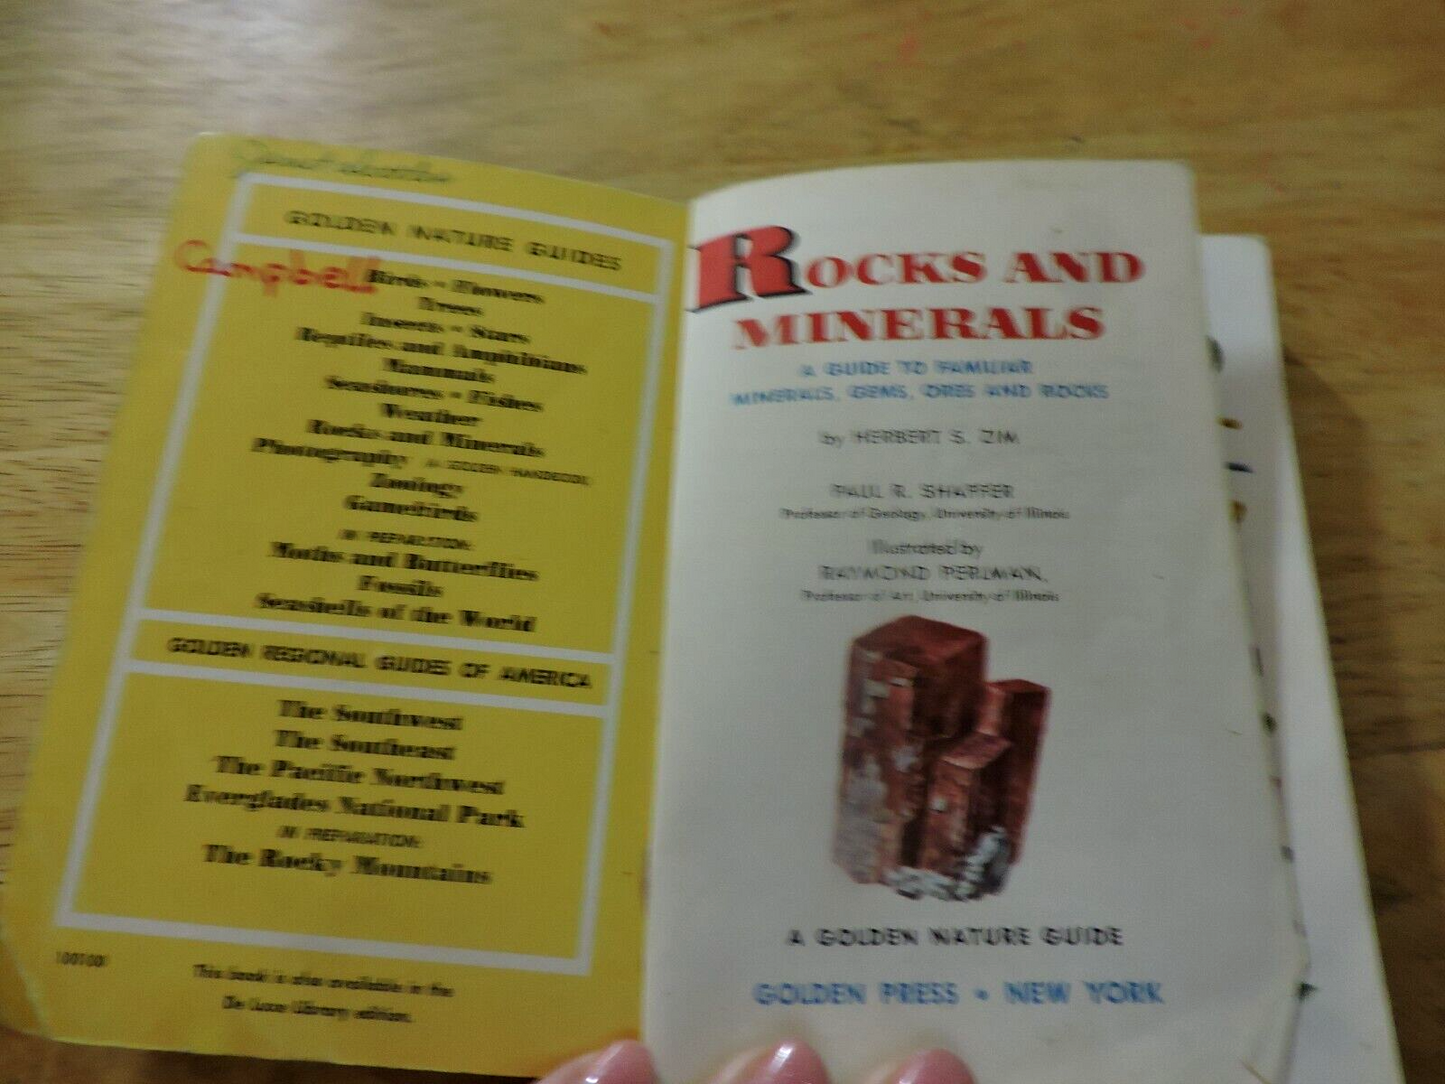 GOLDEN NATURE GUIDES
Campbell
Birds • Flowers
Trees
Insects • Stars
Reptiles and Amphibians
Mammals
Seashores • Fishes
Weather
Rocks and Minerals
Photography (A GOLDEN HANDBOOK)
Zoology
Gamebirds
IN PREPARATION:
Moths and Butterflies
Fossils
Seashells of the World
GOLDEN REGIONAL GUIDES OF AMERICA
The Southwest
The Southeast
The Pacific Northwest
Everglades National Park
IN PREPARATION:
The Rocky Mountains
This book is also available in the
De Luxe Library edition.
ROCKS AND
MINERALS
A GUIDE TO FAMILIAR
MINERALS, GEMS, ORES AND ROCKS
by HERBERT S. ZIM
PAUL R. SHAFFER
Professor of Geology, University of Illinois
Illustrated by
RAYMOND PERLMAN,
Professor of Art, University of Illinois
A GOLDEN NATURE GUIDE
GOLDEN PRESS • NEW YORK